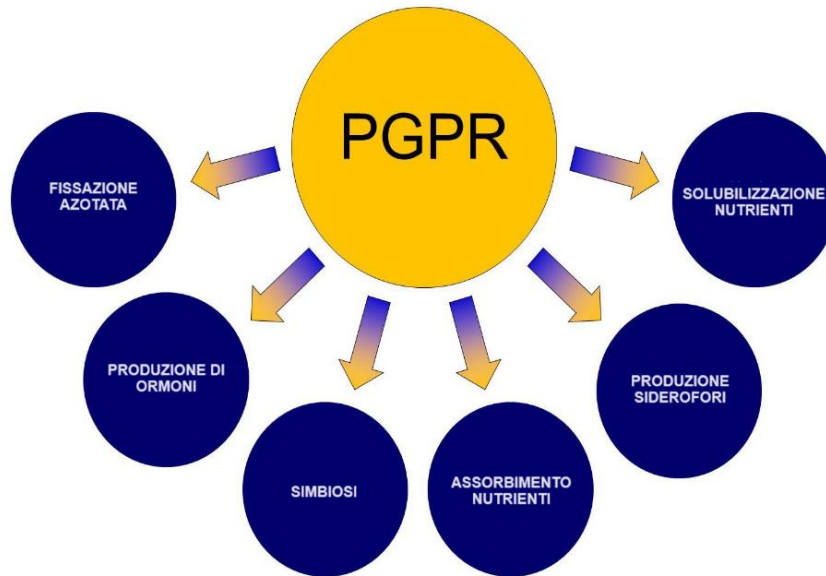 PGPR
FISSAZIONE
AZOTATA
SOLUBILIZZAZIONE
NUTRIENTI
PRODUZIONE DI
ORMONI
PRODUZIONE
SIDEROFORI
SIMBIOSI
ASSORBIMENTO
NUTRIENTI